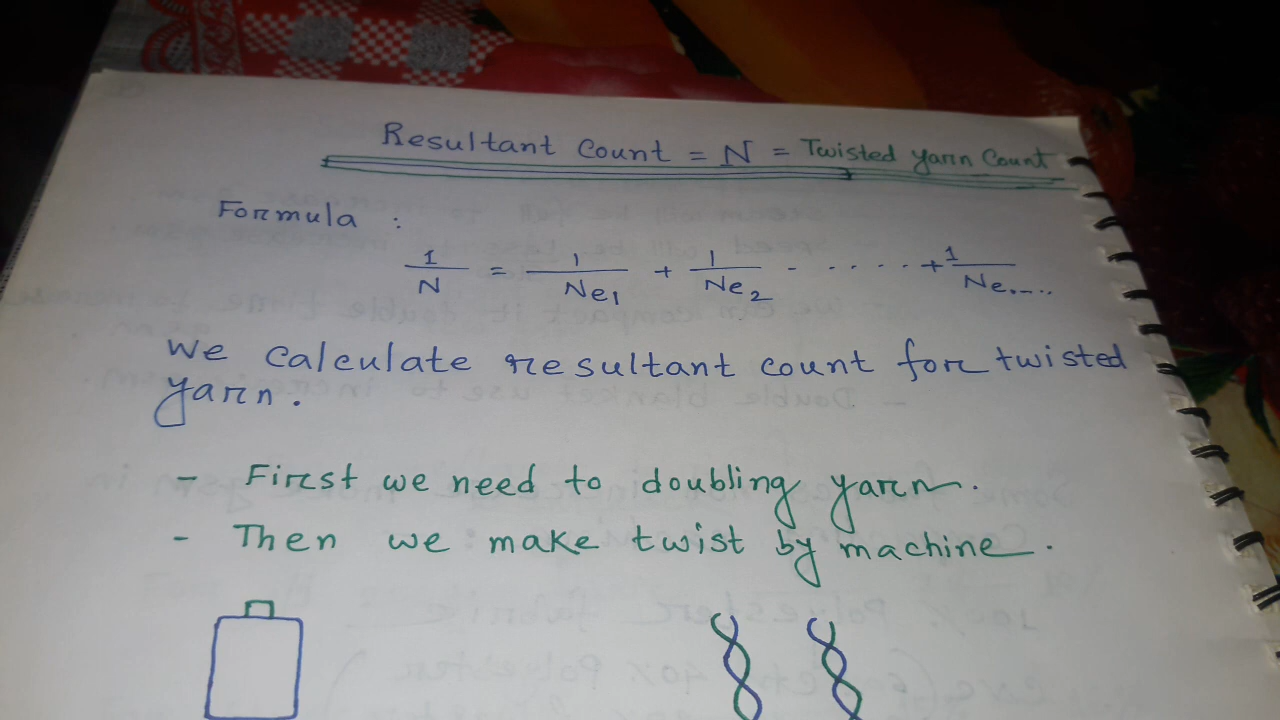 Resultant Count = N = Twisted yarn Count
Formula :
1/N = 1/Ne1 + 1/Ne2 - ..... + 1/Ne.-..
We calculate resultant count for twisted
yarn.
- First we need to doubling yarn.
- Then we make twist by machine.